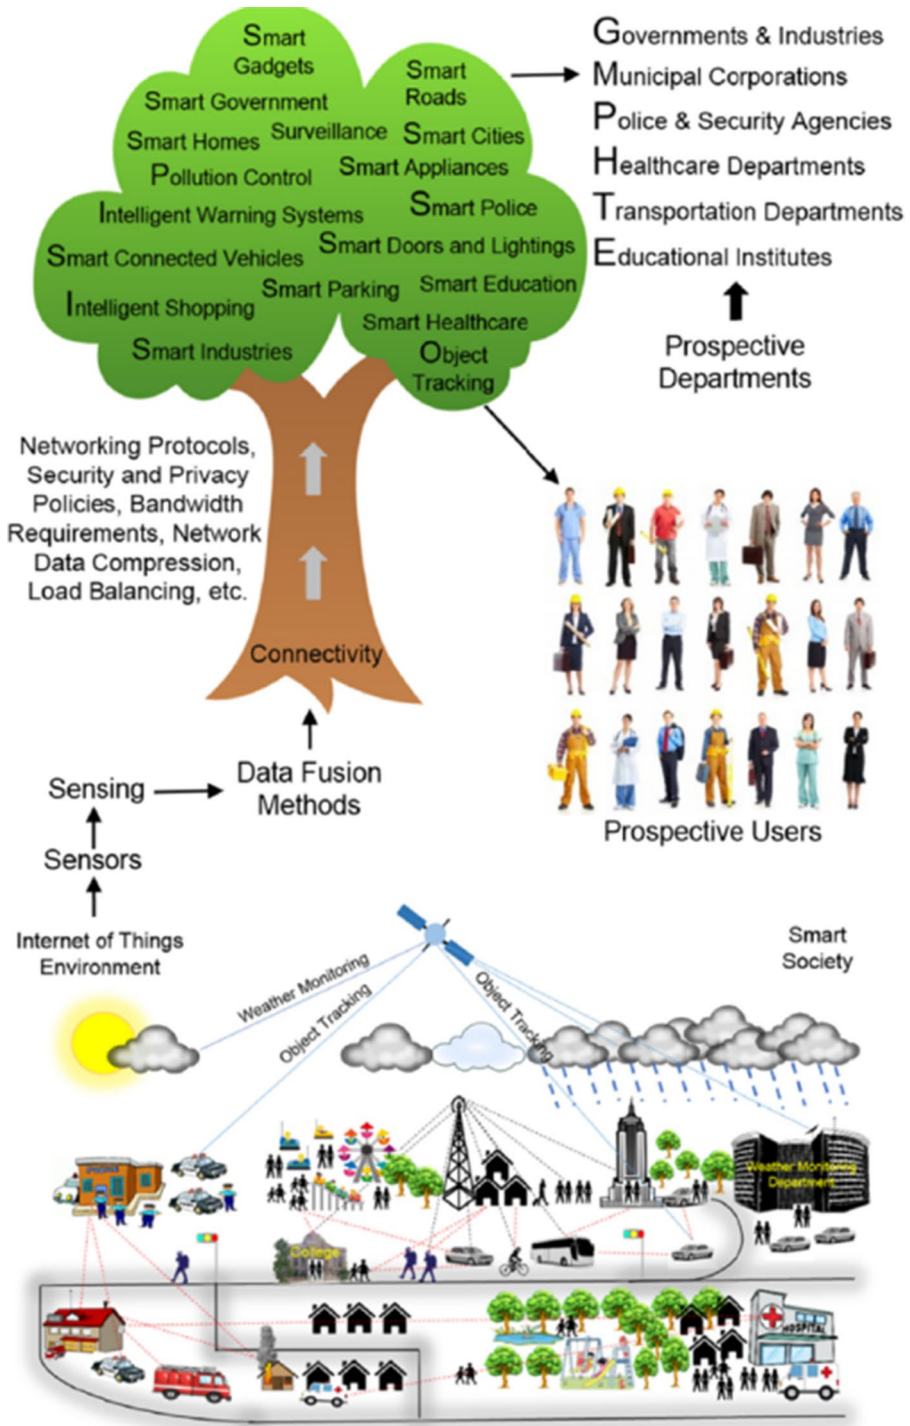 Smart
Gadgets
Smart Government
Smart Homes
Surveillance
Pollution Control
Intelligent Warning Systems
Smart Connected Vehicles
Intelligent Shopping
Smart Industries
Smart
Roads
Smart Cities
Smart Appliances
Smart Police
Smart Doors and Lightings
Smart Parking
Smart Education
Smart Healthcare
Object
Tracking
Governments & Industries
Municipal Corporations
Police & Security Agencies
Healthcare Departments
Transportation Departments
Educational Institutes
Prospective
Departments
Networking Protocols,
Security and Privacy
Policies, Bandwidth
Requirements, Network
Data Compression,
Load Balancing, etc.
Connectivity
Prospective Users
Data Fusion
Methods
Sensing
Sensors
Internet of Things
Environment
Smart
Society
Weather Monitoring
Object Tracking
Object Tracking
Weather Monitoring
Department
College
HOSPITAL